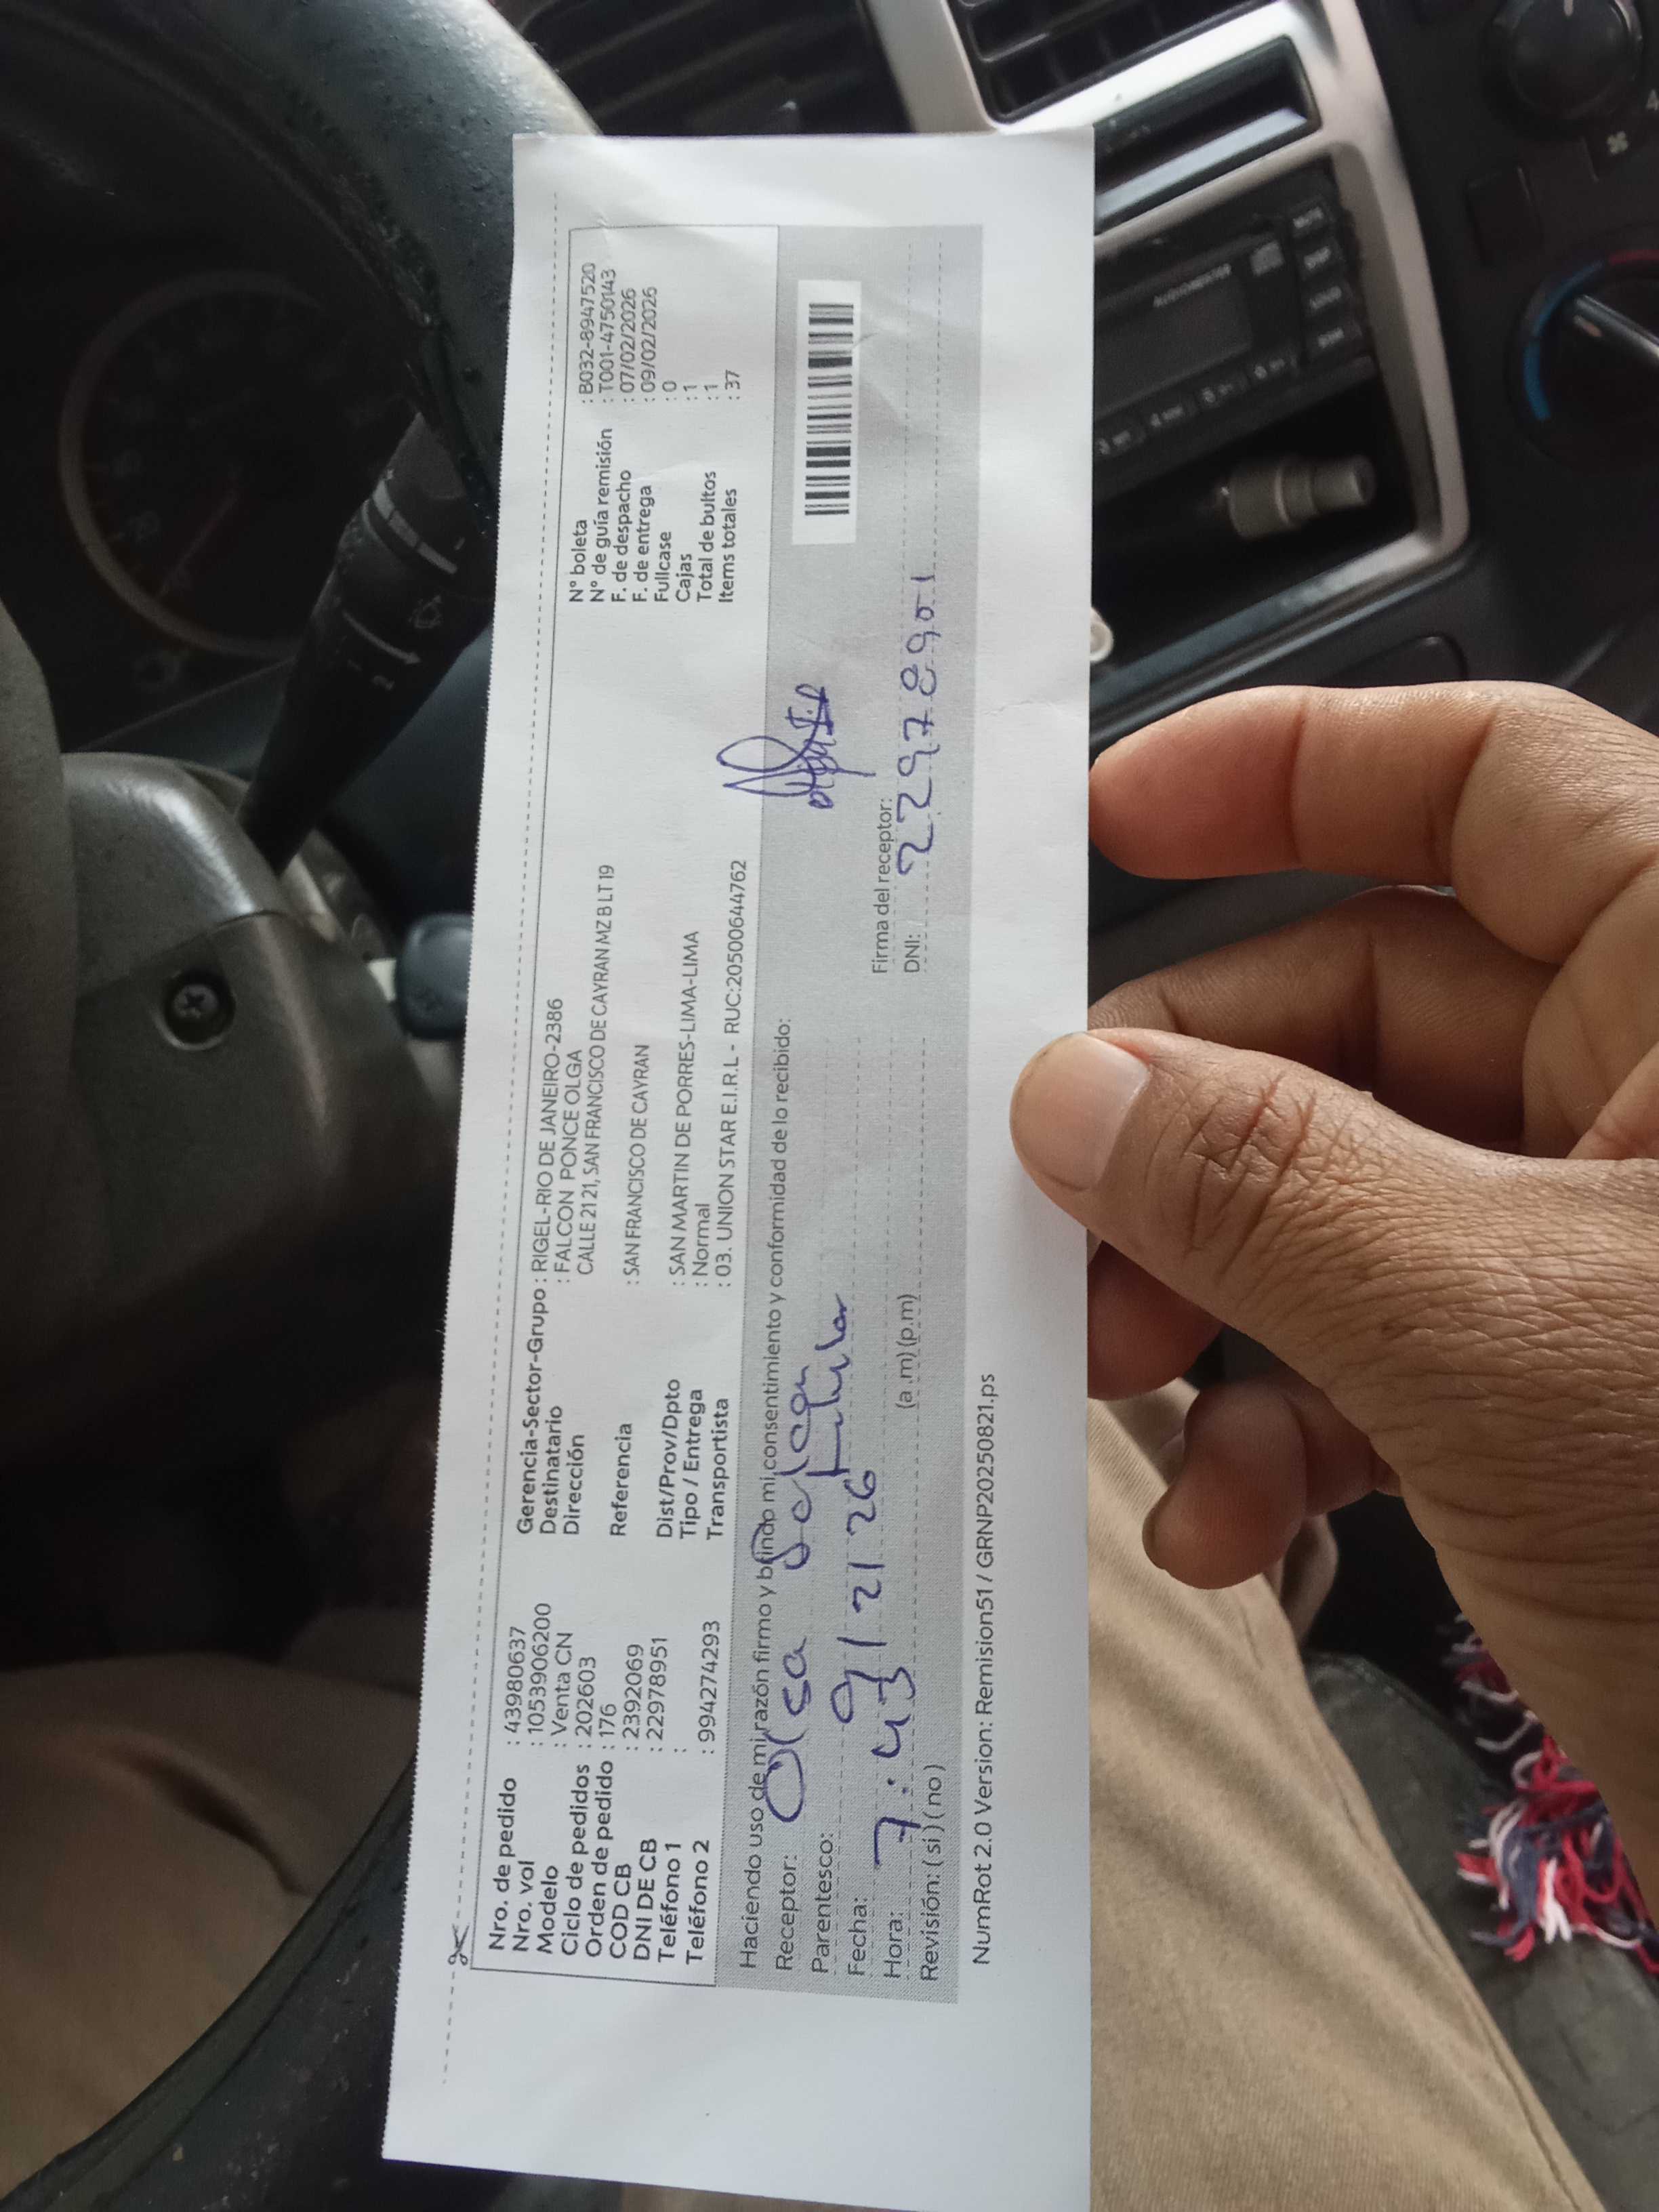 Nro. de pedido : 43980637
Nro. vol : 1053906200
Modelo : Venta CN
Ciclo de pedidos : 202603
Orden de pedido : 176
COD CB : 2392069
DNI DE CB : 22978951
Teléfono 1 :
Teléfono 2 : 994274293
Gerencia-Sector-Grupo : RIGEL-RIO DE JANEIRO-2386
Destinatario : FALCON PONCE OLGA
Dirección CALLE 21 21, SAN FRANCISCO DE CAYRAN MZ B LT 19
Referencia : SAN FRANCISCO DE CAYRAN
Dist/Prov/Dpto : SAN MARTIN DE PORRES-LIMA-LIMA
Tipo / Entrega : Normal
Transportista : 03. UNION STAR E.I.R.L - RUC:20500644762
N° boleta : B032-8947520
N° de guía remisión : T001-4750143
F. de despacho : 07/02/2026
F. de entrega : 09/02/2026
Fullcase : 0
Cajas : 1
Total de bultos : 1
Items totales : 37
Haciendo uso de mi razón firmo y brindo mi consentimiento y conformidad de lo recibido:
Receptor: Olga Falcon
Parentesco: titular
Fecha: 9/2/26
Hora: 7:43 (a.m) (p.m)
Revisión: (si) (no)
Firma del receptor:
DNI: 22978901
NumRot 2.0 Version: Remision51 / GRNP20250821.ps